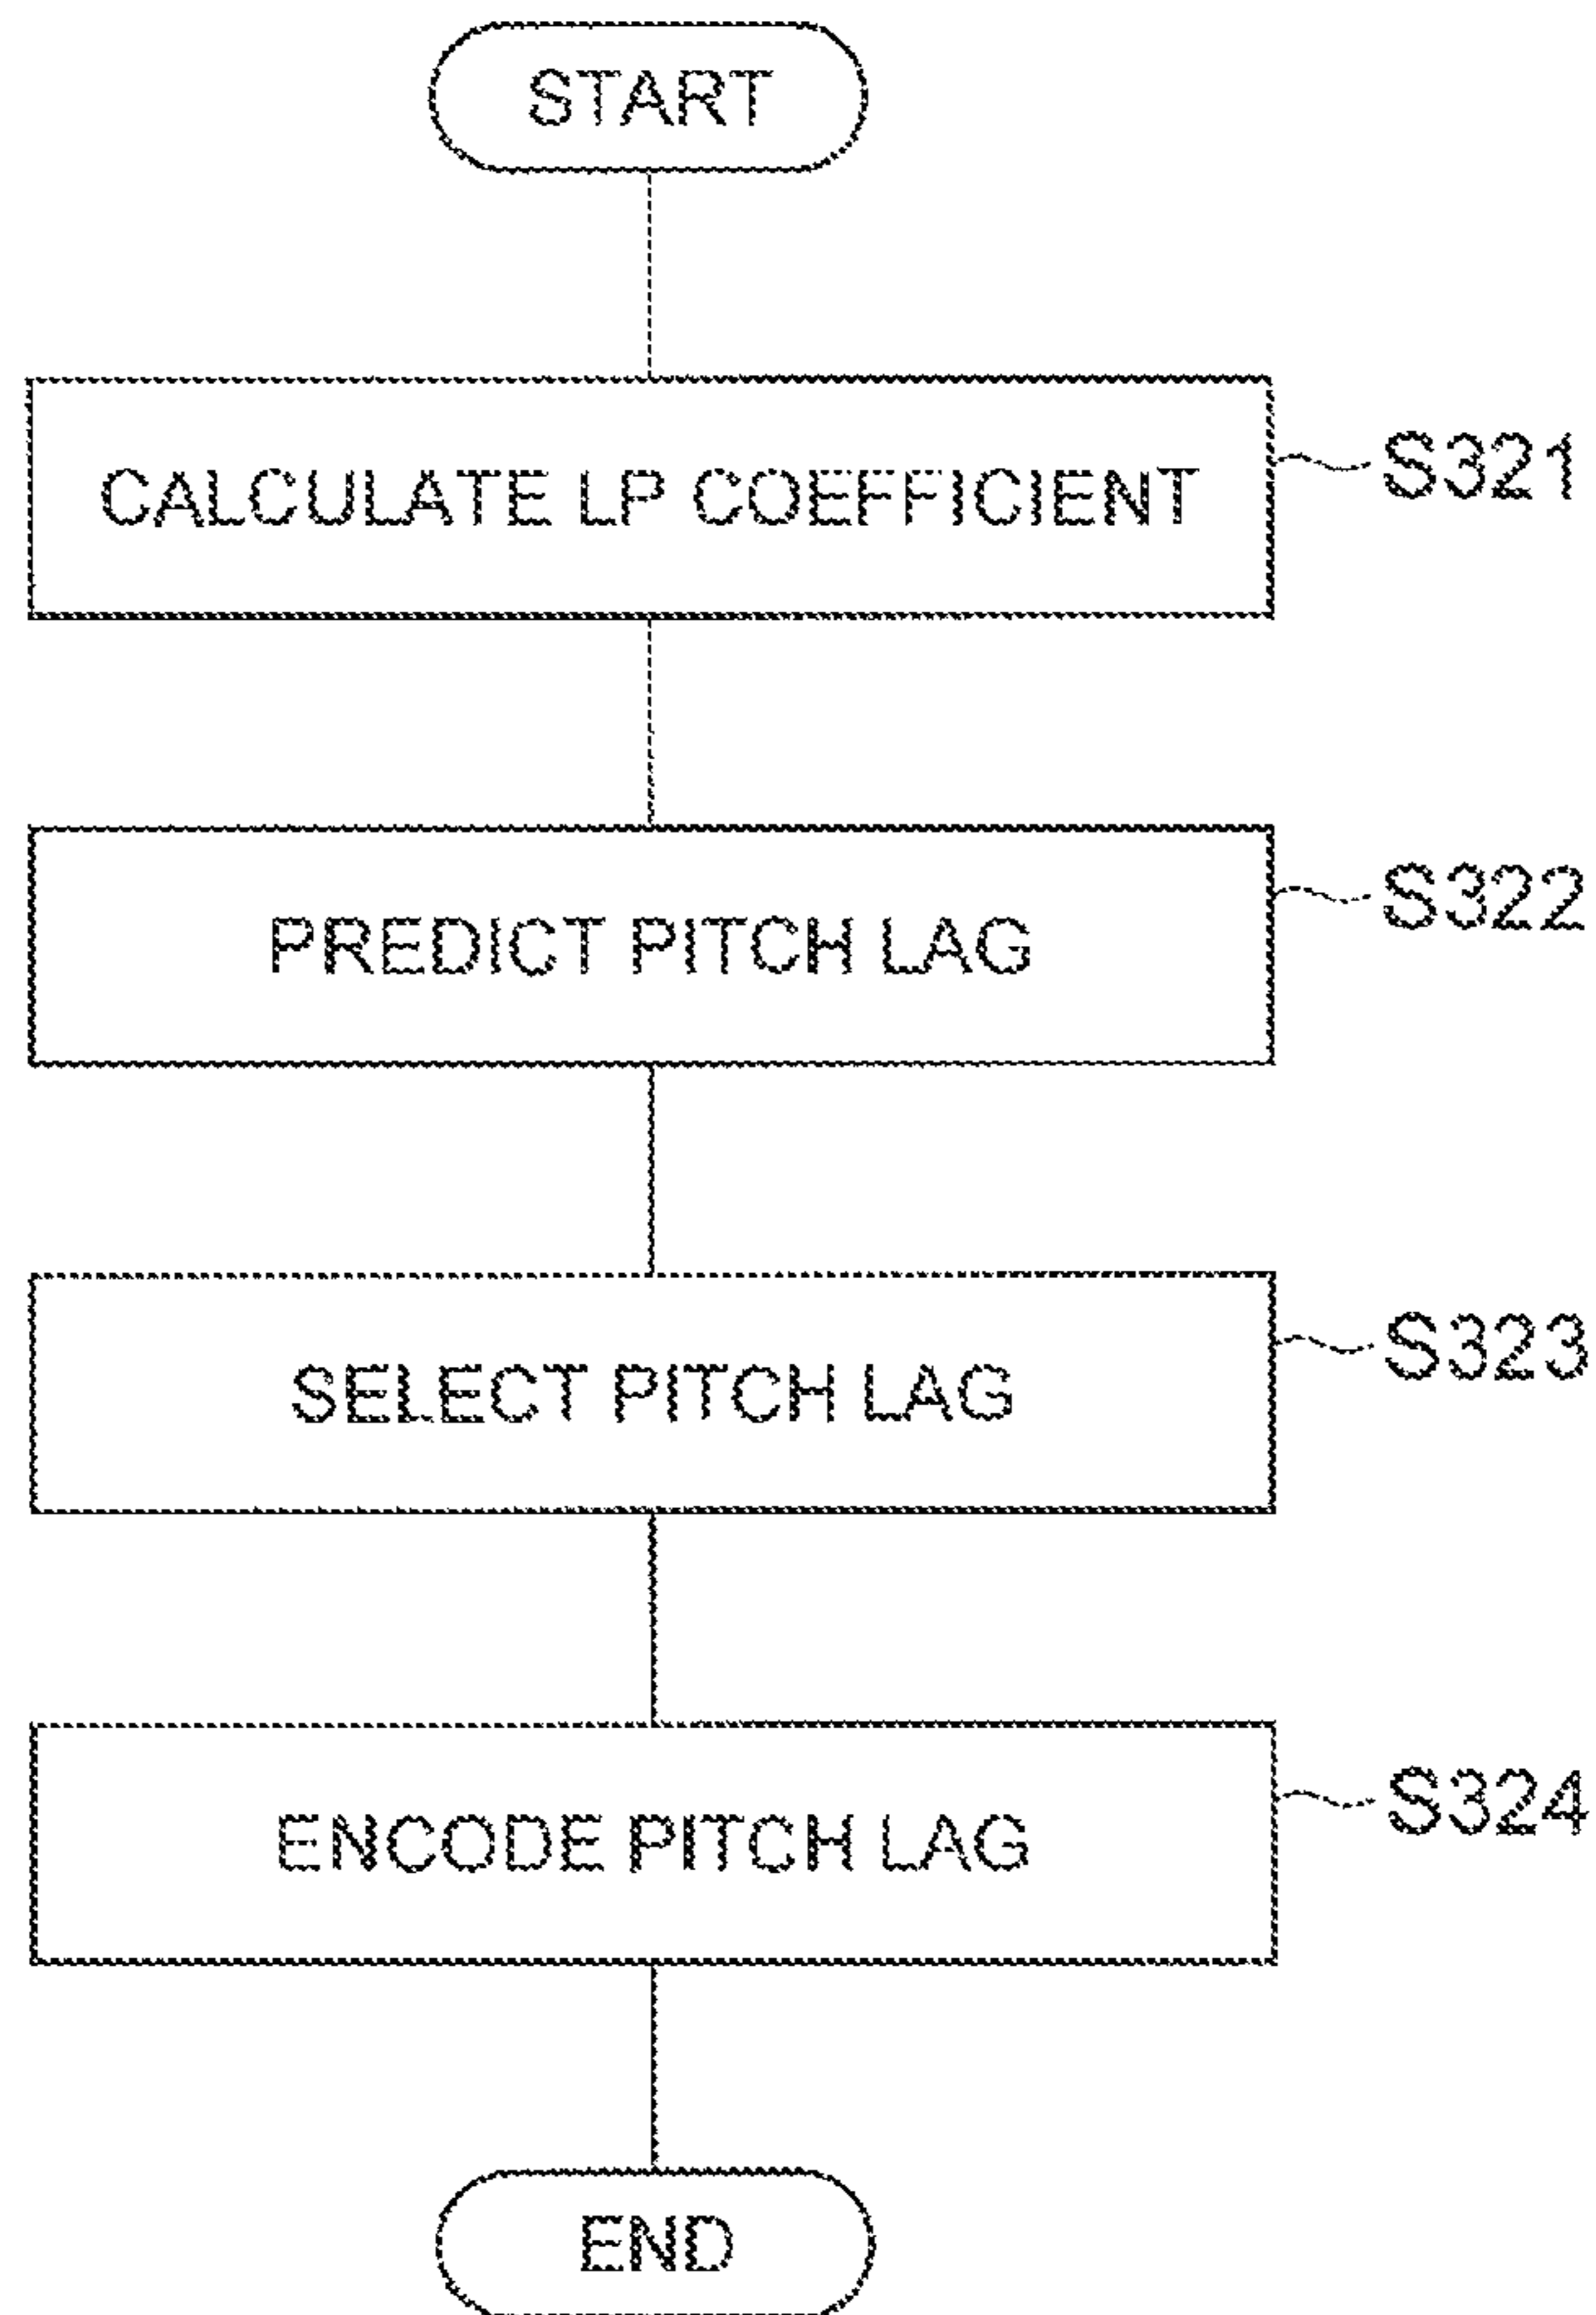 START
CALCULATE LP COEFFICIENT
S321
PREDICT PITCH LAG
S322
SELECT PITCH LAG
S323
ENCODE PITCH LAG
S324
END